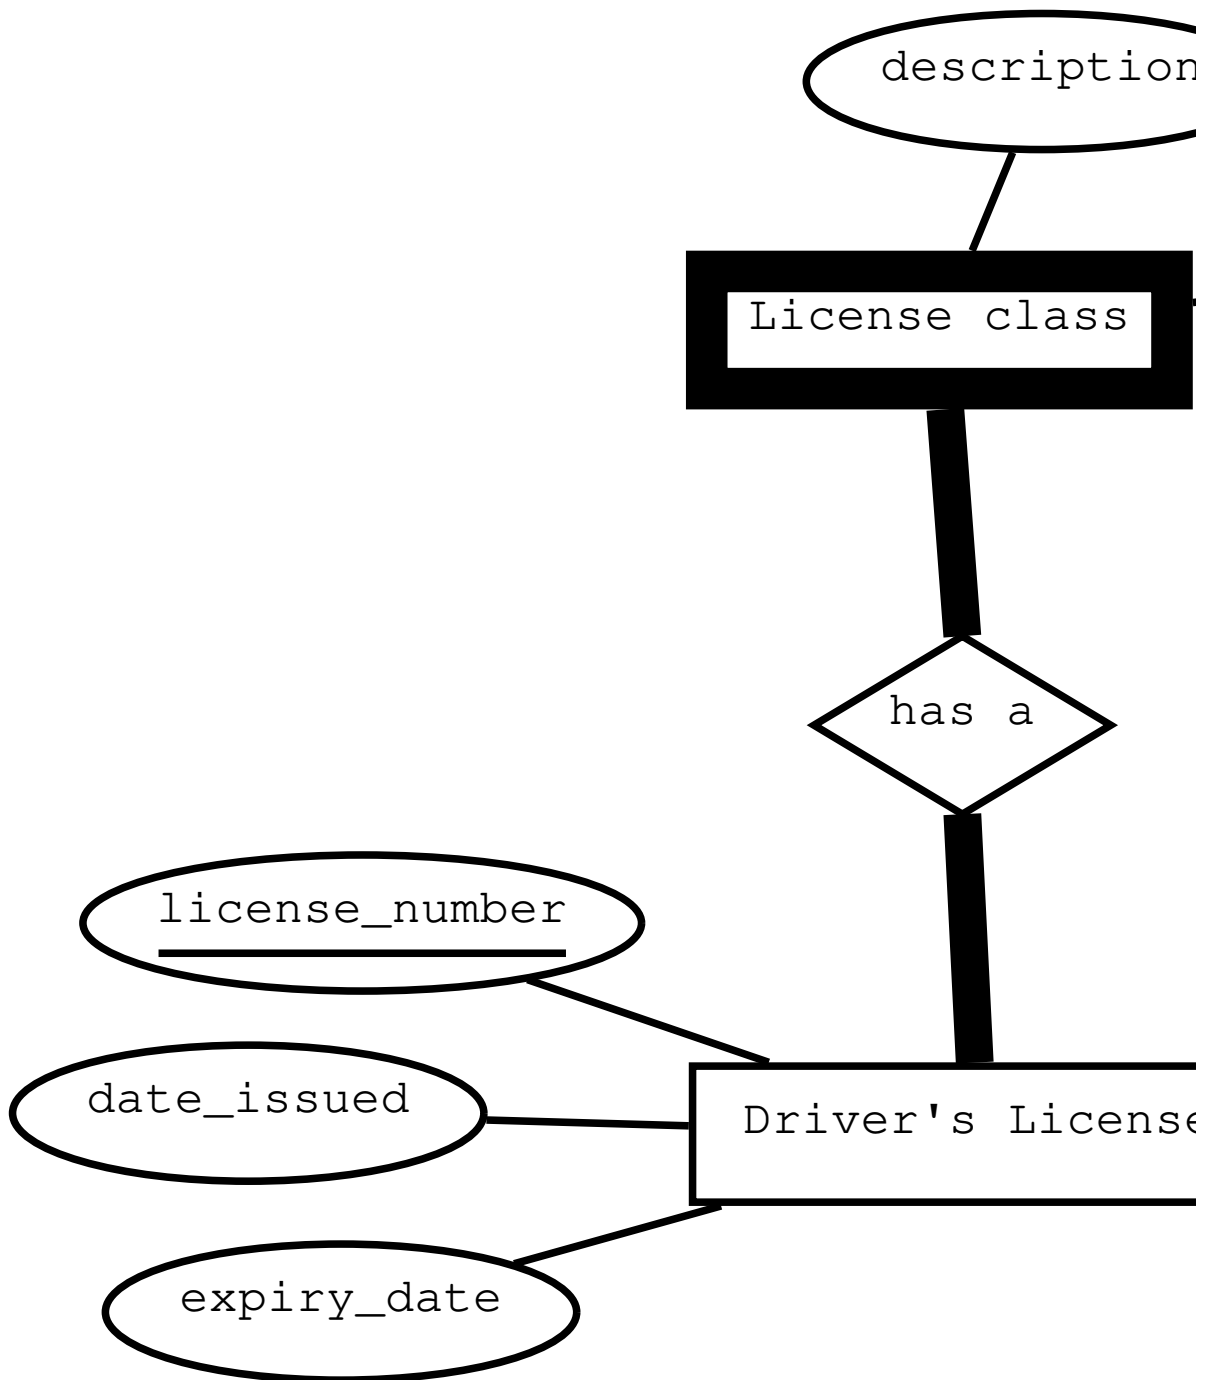 description
License class
has a
license_number
date_issued
Driver's License
expiry_date